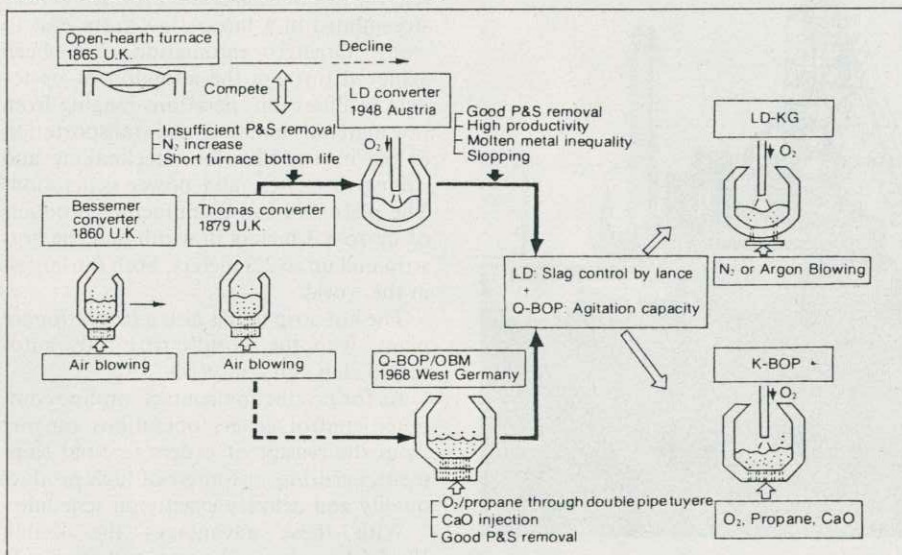 Open-hearth furnace
1865 U.K.
Decline
Compete
LD converter
1948 Austria
O₂
Insufficient P&S removal
N₂ increase
Short furnace bottom life
Good P&S removal
High productivity
Molten metal inequality
Slopping
LD-KG
O₂
N₂ or Argon Blowing
Bessemer
converter
1860 U.K.
Thomas converter
1879 U.K.
Air blowing
Air blowing
LD: Slag control by lance
+
Q-BOP: Agitation capacity
Q-BOP/OBM
1968 West Germany
O₂/propane through double pipe tuyere
CaO injection
Good P&S removal
K-BOP
O₂
O₂, Propane, CaO